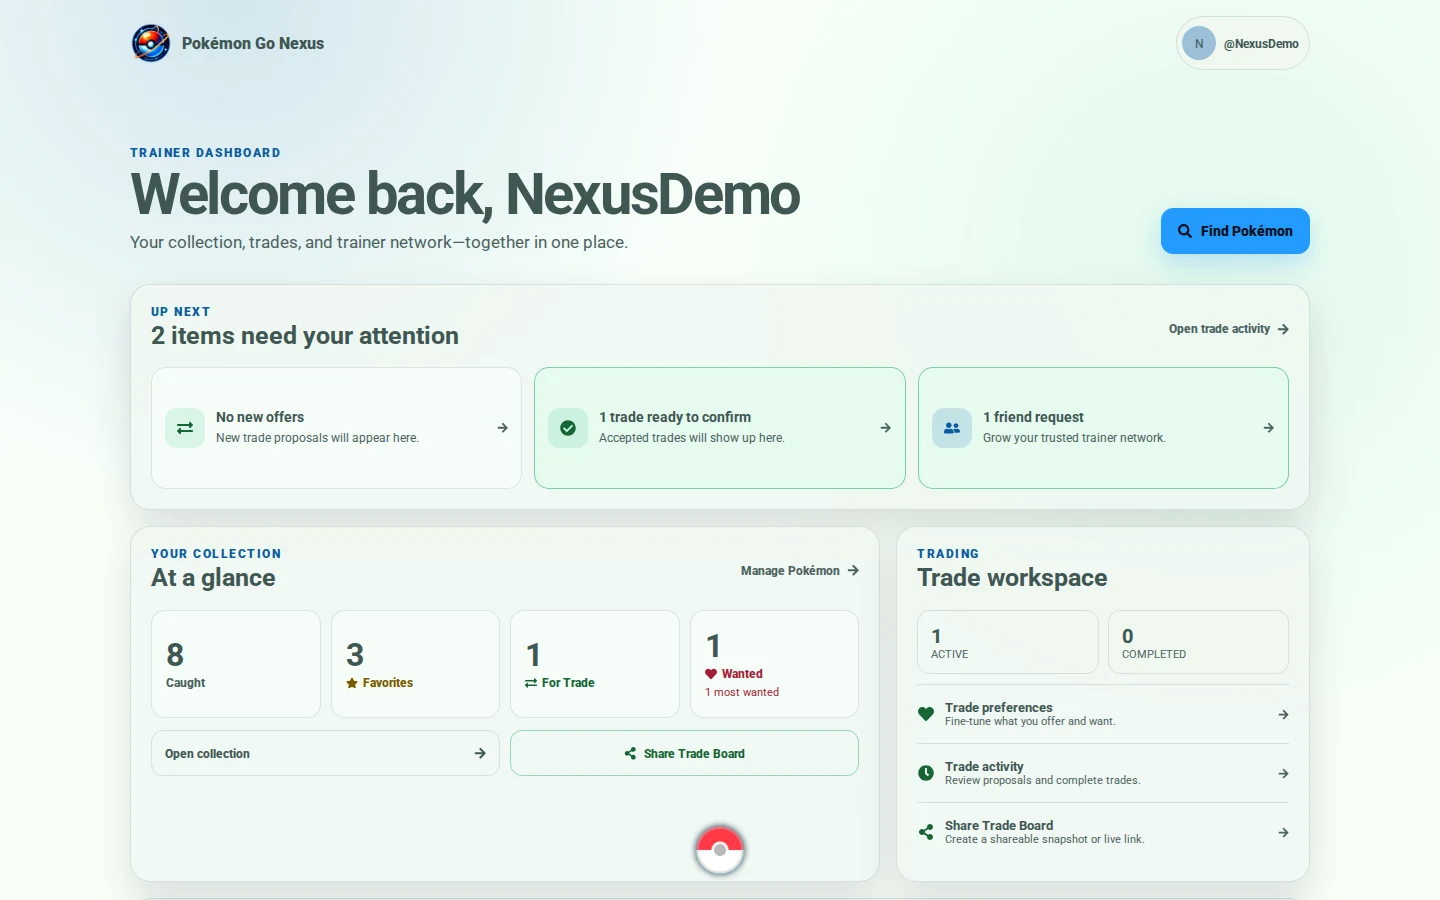 Pokémon Go Nexus
N
@NexusDemo
TRAINER DASHBOARD
Welcome back, NexusDemo
Your collection, trades, and trainer network—together in one place.
Find Pokémon
UP NEXT
2 items need your attention
Open trade activity
No new offers
New trade proposals will appear here.
1 trade ready to confirm
Accepted trades will show up here.
1 friend request
Grow your trusted trainer network.
YOUR COLLECTION
At a glance
Manage Pokémon
8
Caught
3
Favorites
1
For Trade
1
Wanted
1 most wanted
Open collection
Share Trade Board
TRADING
Trade workspace
1
ACTIVE
0
COMPLETED
Trade preferences
Fine-tune what you offer and want.
Trade activity
Review proposals and complete trades.
Share Trade Board
Create a shareable snapshot or live link.